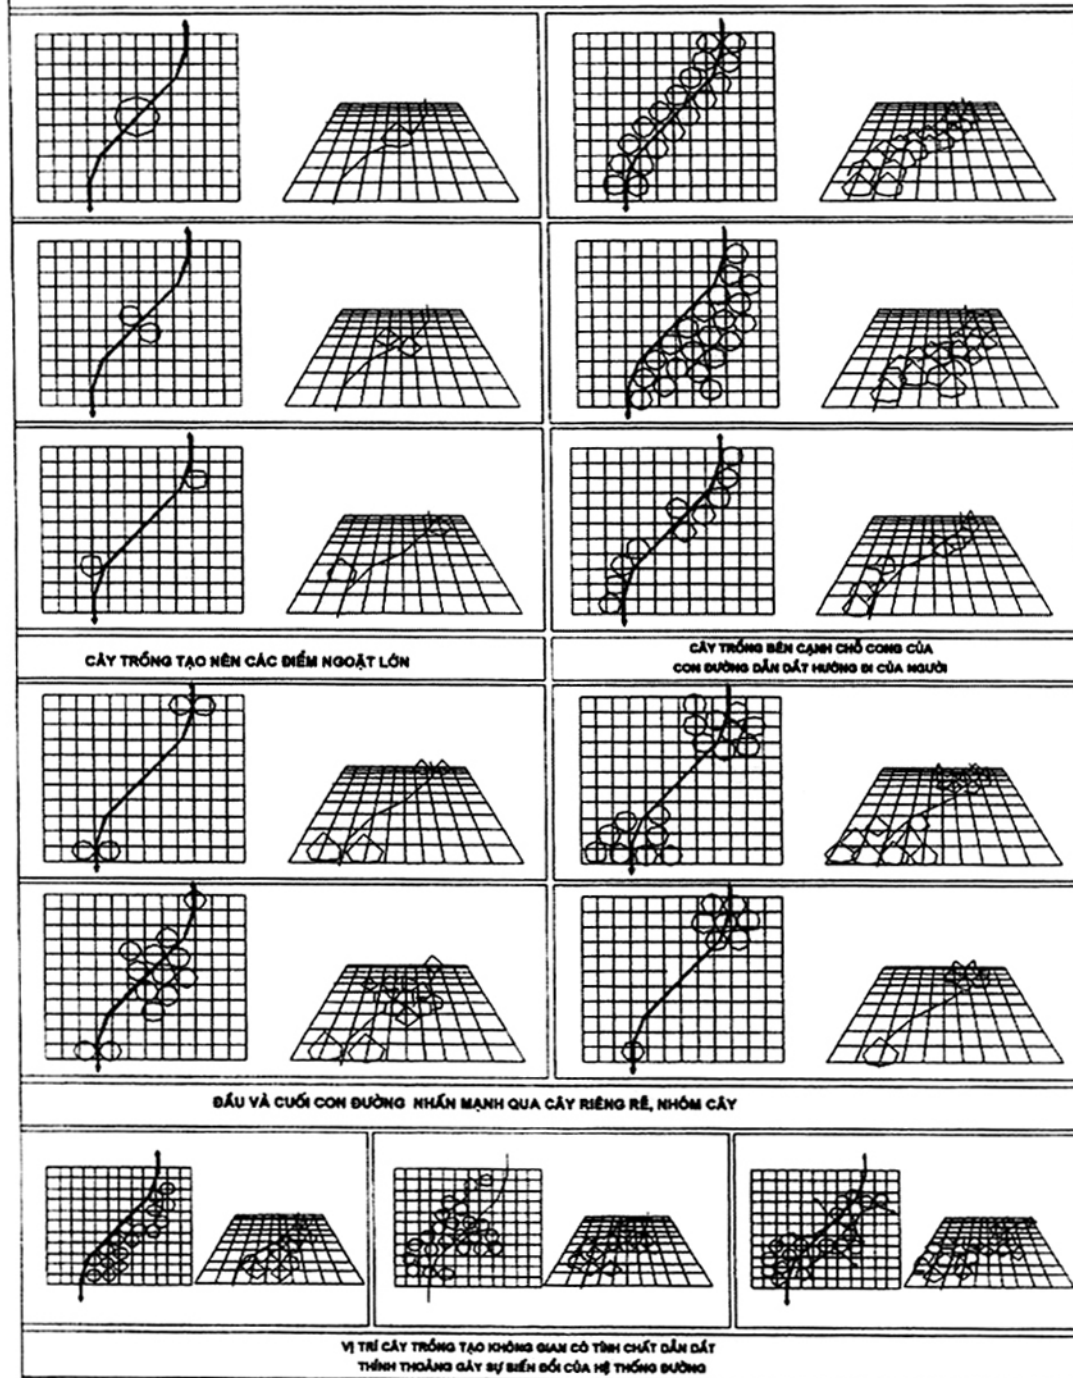 CÂY TRỒNG TẠO NÊN CÁC ĐIỂM NGOẶT LỚN
CÂY TRỒNG BÊN CẠNH CHỖ CONG CỦA
CON ĐƯỜNG DẪN DẮT HƯỚNG ĐI CỦA NGƯỜI
ĐẦU VÀ CUỐI CON ĐƯỜNG NHẤN MẠNH QUA CÂY RIÊNG RẼ, NHÓM CÂY
VỊ TRÍ CÂY TRỒNG TẠO KHÔNG GIAN CÓ TÍNH CHẤT DẪN DẮT
THỈNH THOẢNG GÂY SỰ BIẾN ĐỔI CỦA HỆ THỐNG ĐƯỜNG